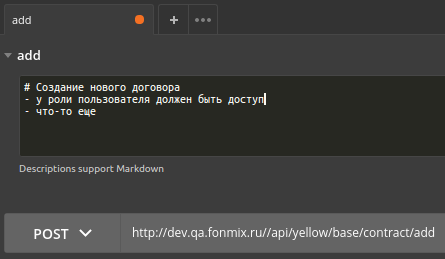 add
+
•••
add
# Создание нового договора
- у роли пользователя должен быть доступ
- что-то еще
Descriptions support Markdown
POST http://dev.qa.fonmix.ru//api/yellow/base/contract/add